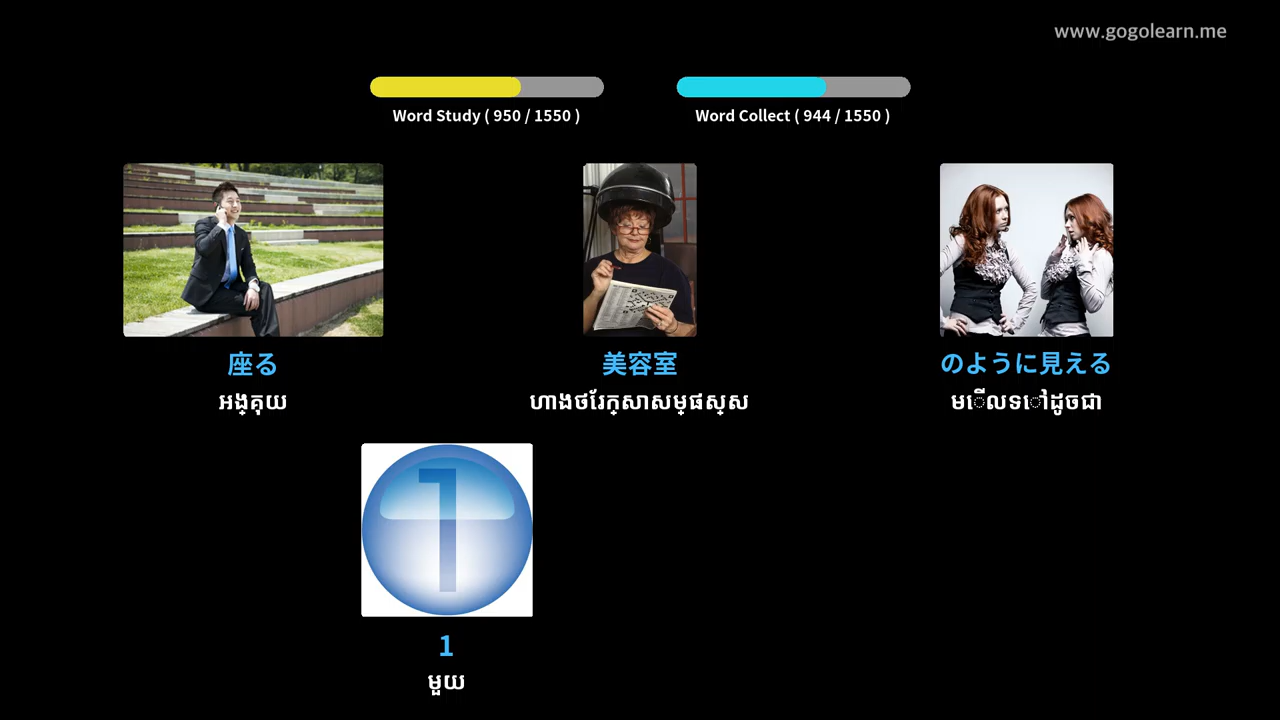 www.gogolearn.me
Word Study ( 950 / 1550 )
Word Collect ( 944 / 1550 )
座る
美容室
のように見える
អង្គុយ
ហាងថែរក្សាសម្ផស្ស
មើលទៅដូចជា
1
1
មួយ